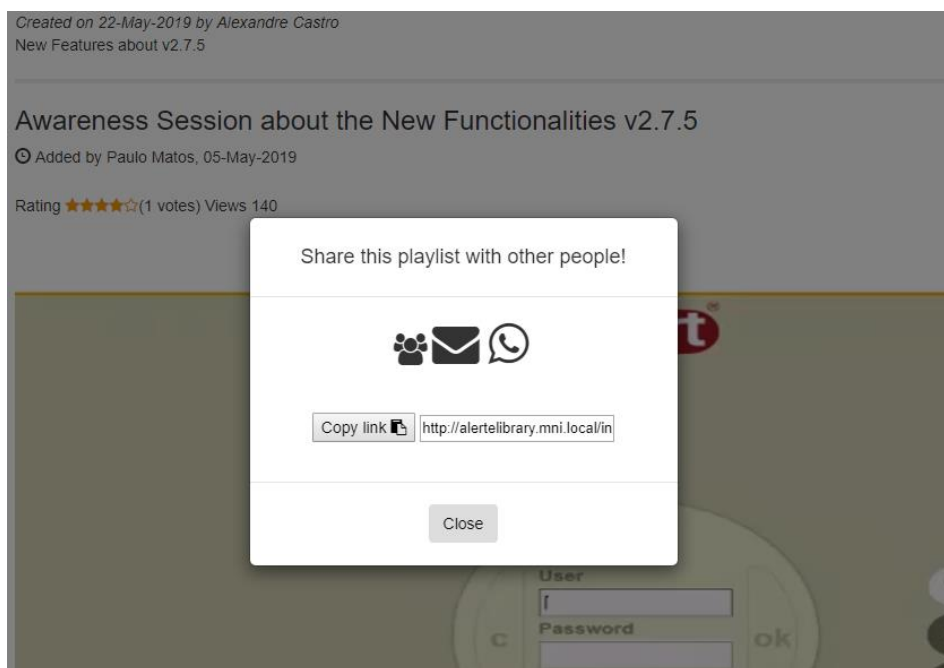 Created on 22-May-2019 by Alexandre Castro
New Features about v2.7.5
Awareness Session about the New Functionalities v2.7.5
Added by Paulo Matos, 05-May-2019
Rating (1 votes) Views 140
Share this playlist with other people!
t®
Copy link http://alertelibrary.mni.local/in
Close
User
Password
c ok